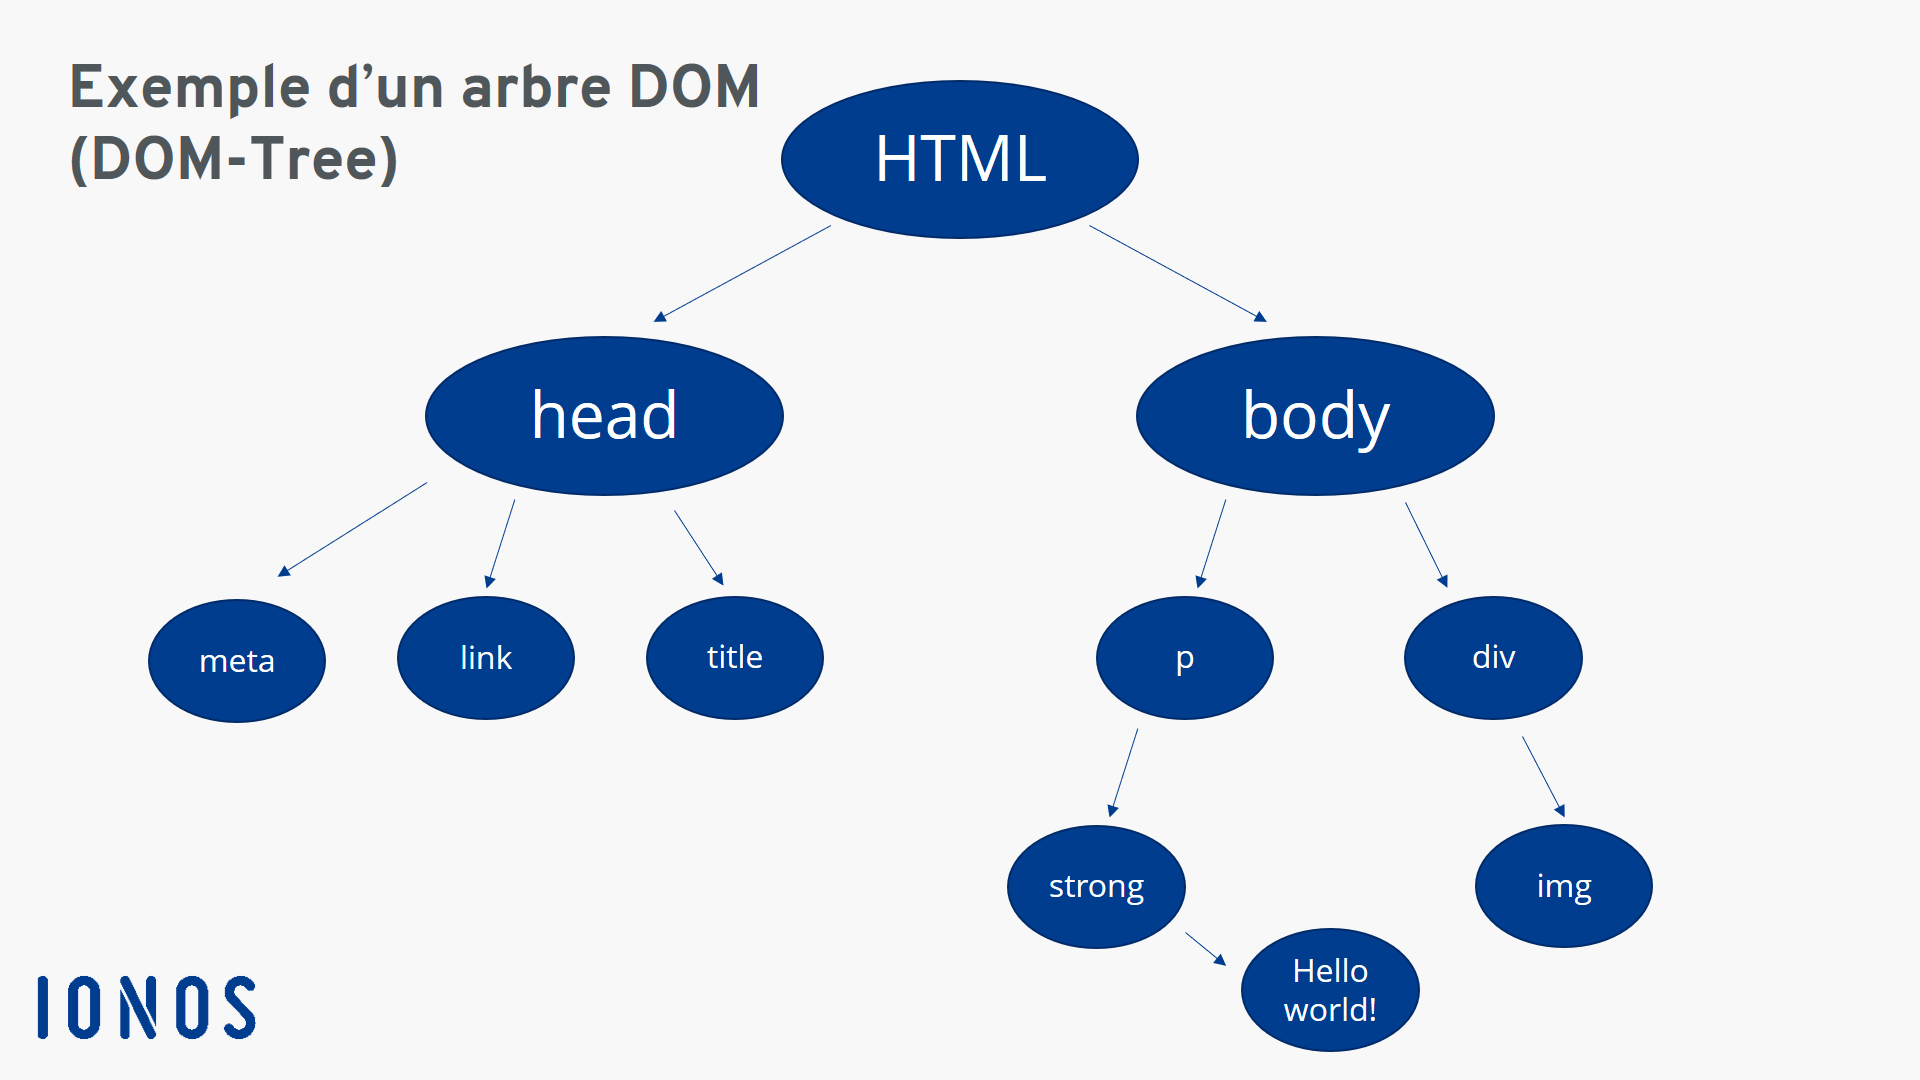 Exemple d’un arbre DOM
(DOM-Tree)
HTML
head
body
meta
link
title
p
div
strong
img
Hello
world!
IONOS